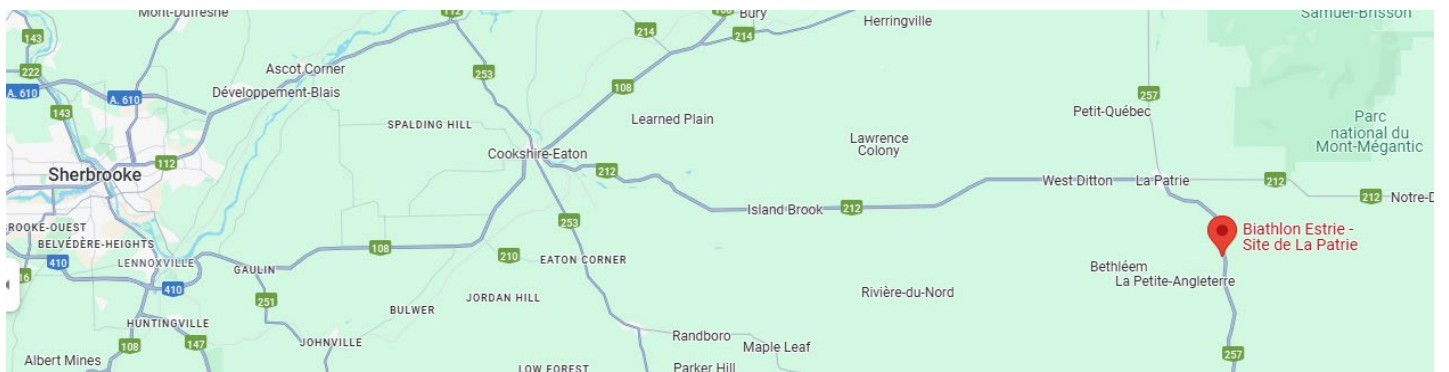 Mont-Dufresne
112
108
Bury
Herringville
Samuel-Brisson
143
214
214
222
Ascot Corner
253
A. 610
A. 610
Développement-Blais
108
257
143
Petit-Québec
SPALDING HILL
Learned Plain
Lawrence
Colony
Parc
national du
Mont-Mégantic
112
Cookshire-Eaton
Sherbrooke
212
West Ditton
La Patrie
212
212
Notre-D
Island Brook
212
253
ROOKE-OUEST
BELVÉDÈRE-HEIGHTS
Biathlon Estrie -
Site de La Patrie
108
410
LENNOXVILLE
GAULIN
210
EATON CORNER
Bethléem
La Petite-Angleterre
410
251
BULWER
JORDAN HILL
Rivière-du-Nord
HUNTINGVILLE
108
147
JOHNVILLE
Randboro
Maple Leaf
257
Albert Mines
LOW FOREST
Parker Hill